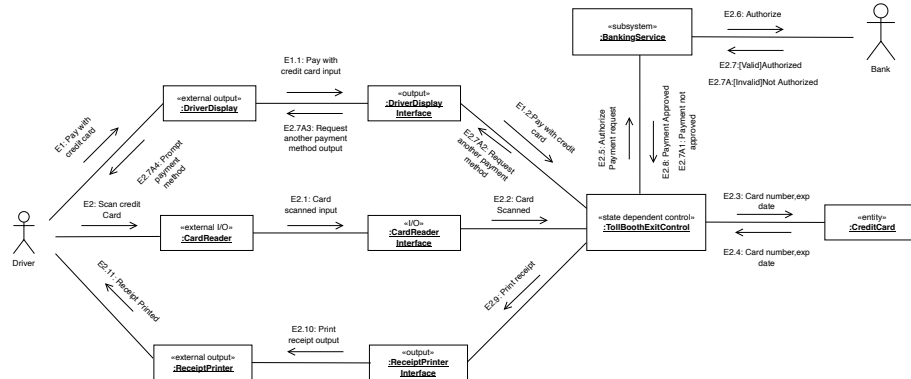 E2.6: Authorize
«subsystem»
:BankingService
E2.7:[Valid]Authorized
E2.7A:[Invalid]Not Authorized
Bank
E1.1: Pay with
credit card input
«external output»
:DriverDisplay
«output»
:DriverDisplay
Interface
E2.7A3: Request
another payment
method output
E1: Pay with
credit card
E2.7A4: Prompt
payment
method
E1.2:Pay with credit
card
E2.7A2: Request
another payment
method
E2.5: Authorize
Payment request
E2.8: Payment Approved
E2.7A1: Payment not
approved
E2: Scan credit
Card
E2.1: Card
scanned input
E2.2: Card
Scanned
E2.3: Card number,exp
date
Driver
«external I/O»
:CardReader
«I/O»
:CardReader
Interface
«state dependent control»
:TollBoothExitControl
«entity»
:CreditCard
E2.4: Card number,exp
date
E2.11: Receipt Printed
E2.9: Print receipt
E2.10: Print
receipt output
«external output»
:ReceiptPrinter
«output»
:ReceiptPrinter
Interface